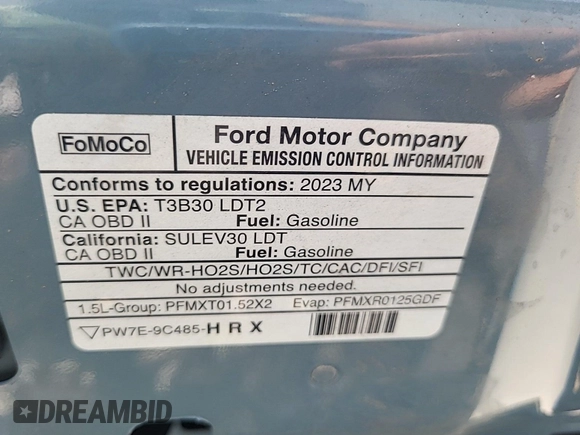 FoMoCo
Ford Motor Company
VEHICLE EMISSION CONTROL INFORMATION
Conforms to regulations: 2023 MY
U.S. EPA: T3B30 LDT2
CA OBD II Fuel: Gasoline
California: SULEV30 LDT
CA OBD II Fuel: Gasoline
TWC/WR-HO2S/HO2S/TC/CAC/DFI/SFI
No adjustments needed.
1.5L-Group: PFMXT01.52X2 Evap: PFMXR0125GDF
PW7E-9C485-H R X
DREAMBID